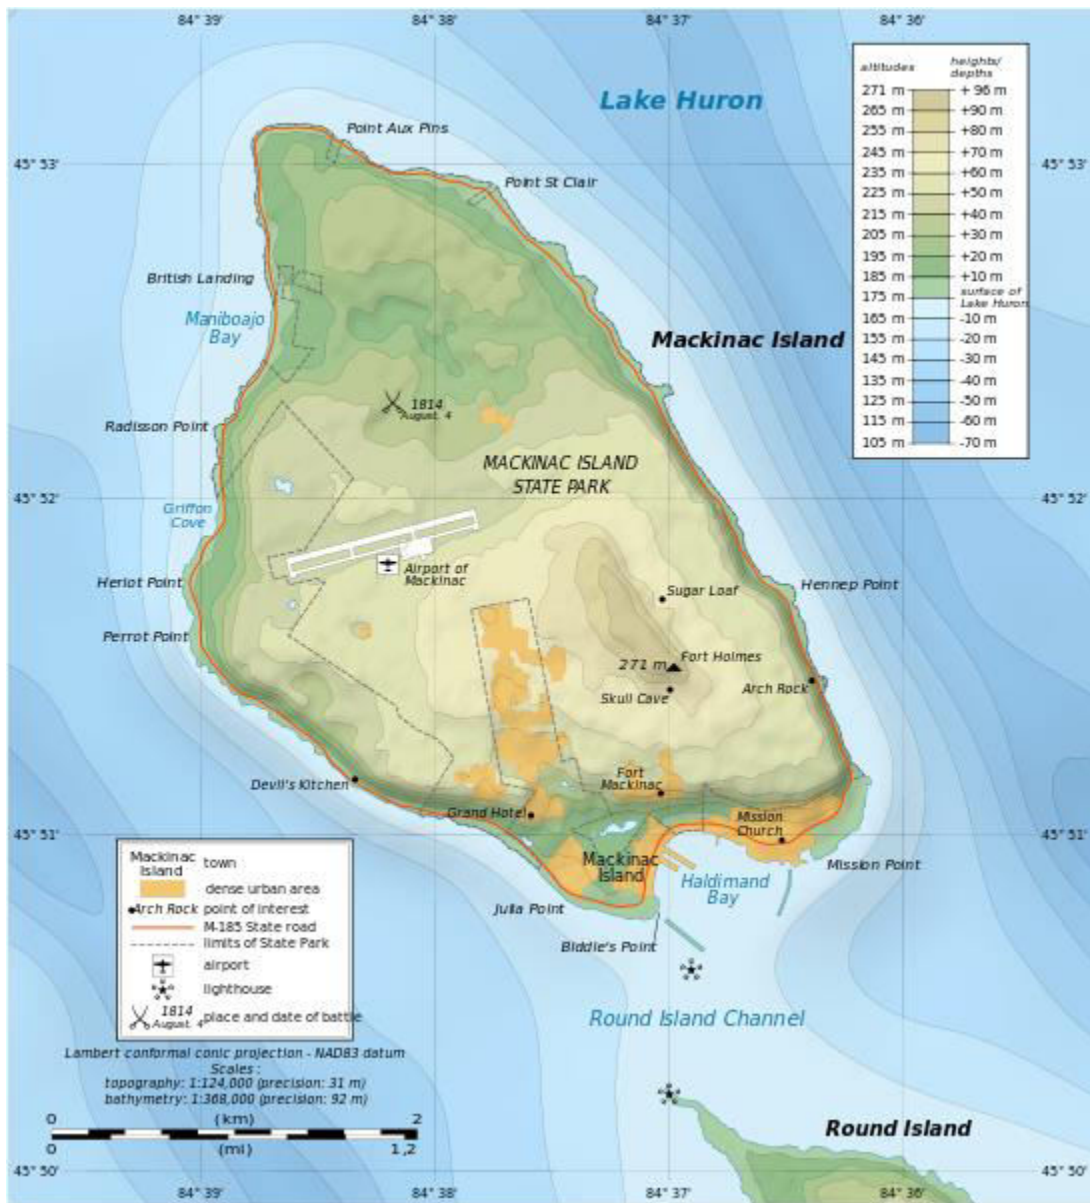 84° 39'
84° 38'
84° 37'
84° 36'
altitudes
heights/
depths
271 m
+ 96 m
265 m
+90 m
255 m
+80 m
245 m
+70 m
235 m
+60 m
225 m
+50 m
215 m
+40 m
205 m
+30 m
195 m
+20 m
185 m
+10 m
175 m
surface of
Lake Huron
165 m
-10 m
155 m
-20 m
145 m
-30 m
135 m
-40 m
125 m
-50 m
115 m
-60 m
105 m
-70 m
Lake Huron
Point Aux Pins
45° 53'
45° 53'
Point St Clair
British Landing
Maniboajo
Bay
Mackinac Island
1814
August. 4
Radisson Point
MACKINAC ISLAND
STATE PARK
45° 52'
45° 52'
Griffon
Cove
Airport of
Mackinac
Heriot Point
Hennep Point
Sugar Loaf
Perrot Point
Fort Holmes
271 m
Skull Cave
Arch Rock
Devil's Kitchen
Fort
Mackinac
Grand Hotel
Mission
Church
45° 51'
45° 51'
Mackinac
Island
Mission Point
Haldimand
Bay
Julia Point
Biddle's Point
Mackinac
Island
town
dense urban area
Arch Rock
point of interest
M-185 State road
limits of State Park
airport
lighthouse
1814
August. 4
place and date of battle
Round Island Channel
Lambert conformal conic projection - NAD83 datum
Scales :
topography: 1:124,000 (precision: 31 m)
bathymetry: 1:368,000 (precision: 92 m)
0
(km)
2
0
(mi)
1,2
Round Island
45° 50'
45° 50'
84° 39'
84° 38'
84° 37'
84° 36'